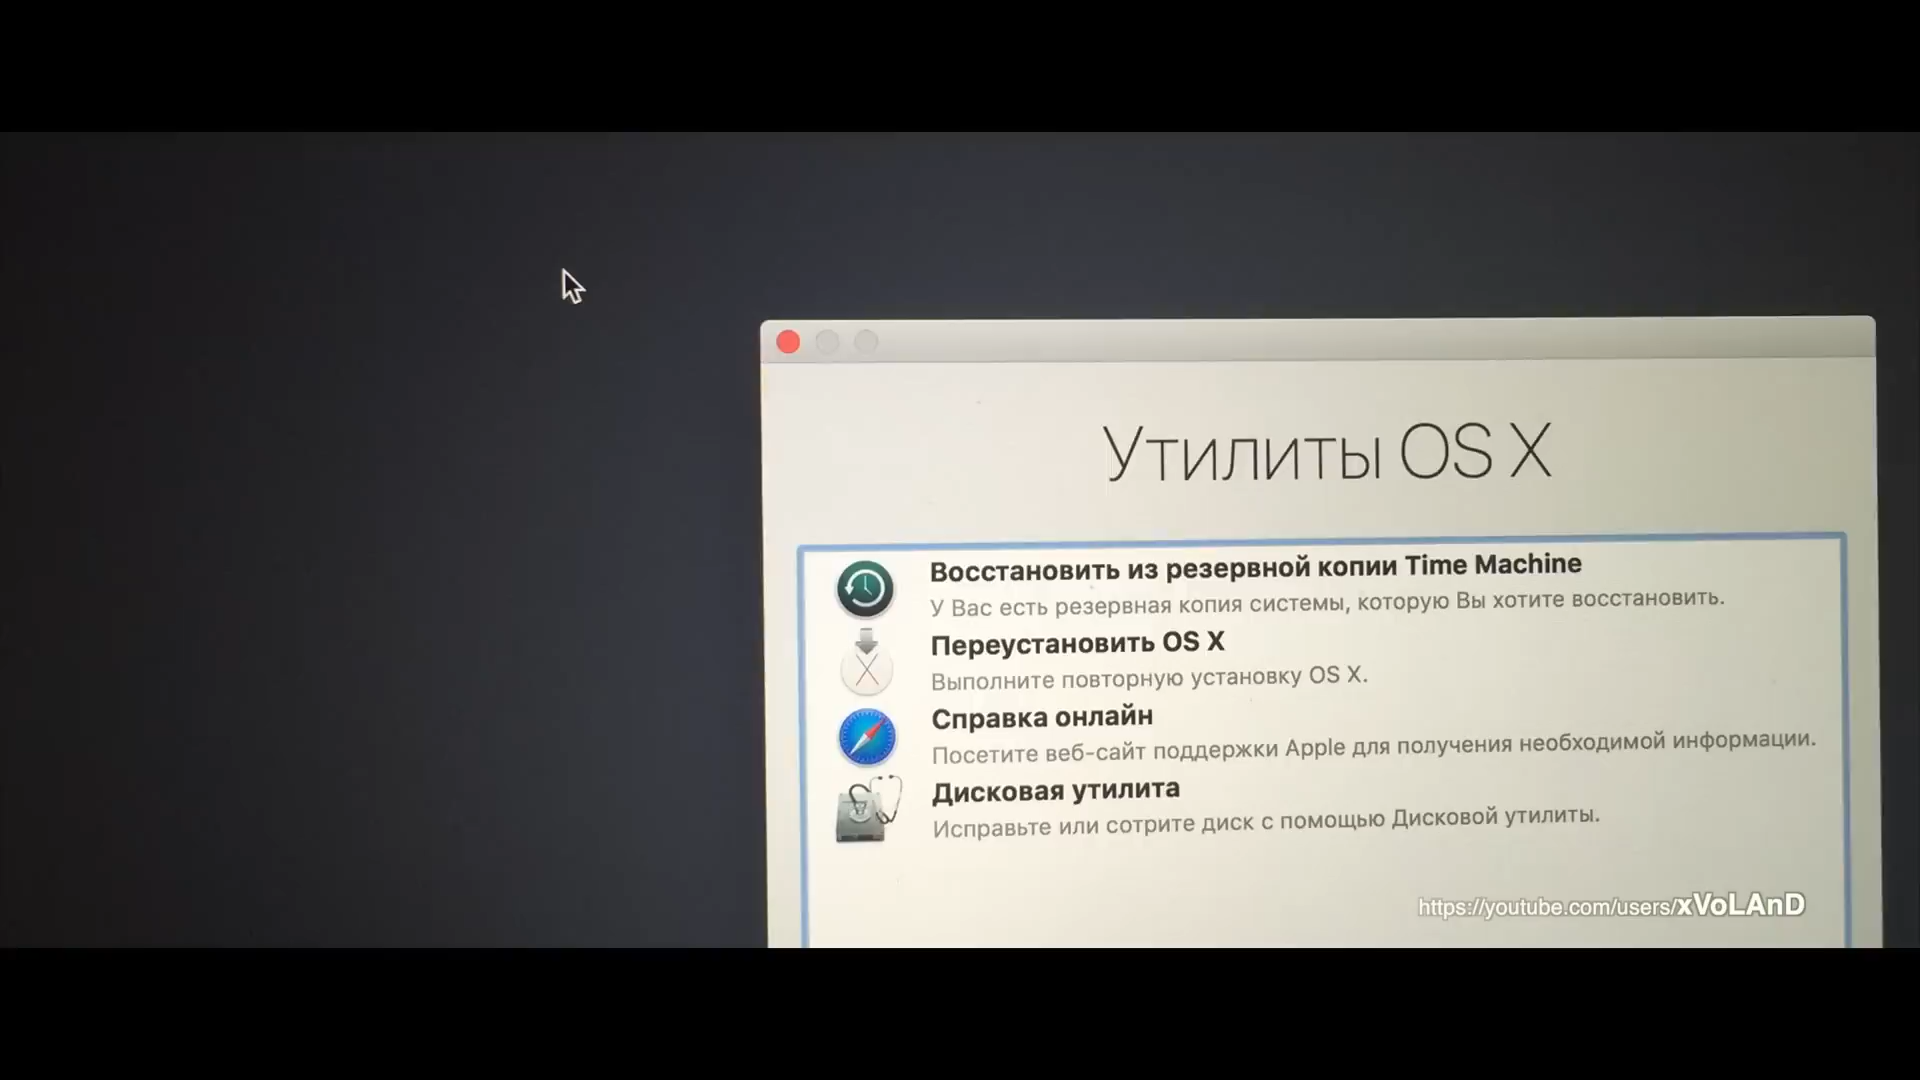 Утилиты OS X
Восстановить из резервной копии Time Machine
У Вас есть резервная копия системы, которую Вы хотите восстановить.
Переустановить OS X
Выполните повторную установку OS X.
Справка онлайн
Посетите веб-сайт поддержки Apple для получения необходимой информации.
Дисковая утилита
Исправьте или сотрите диск с помощью Дисковой утилиты.
https://youtube.com/users/xVoLAnD